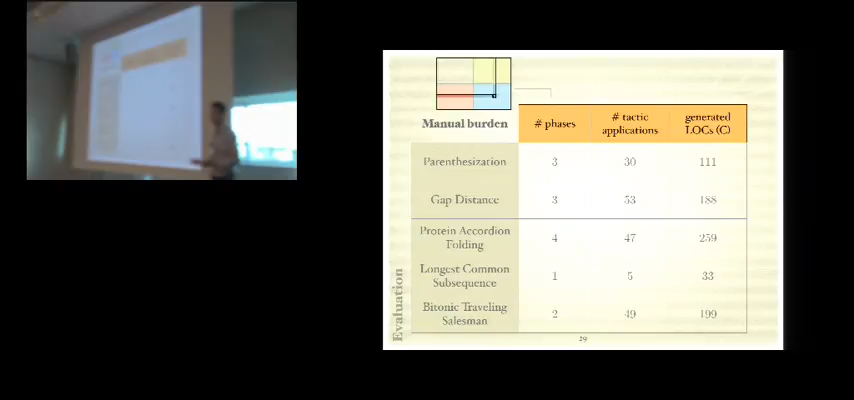 Manual burden # phases # tactic applications generated LOCs (C)
Parenthesization 3 30 111
Gap Distance 3 53 188
Protein Accordion Folding 4 47 259
Longest Common Subsequence 1 5 33
Bitonic Traveling Salesman 2 49 199
Evaluation
29